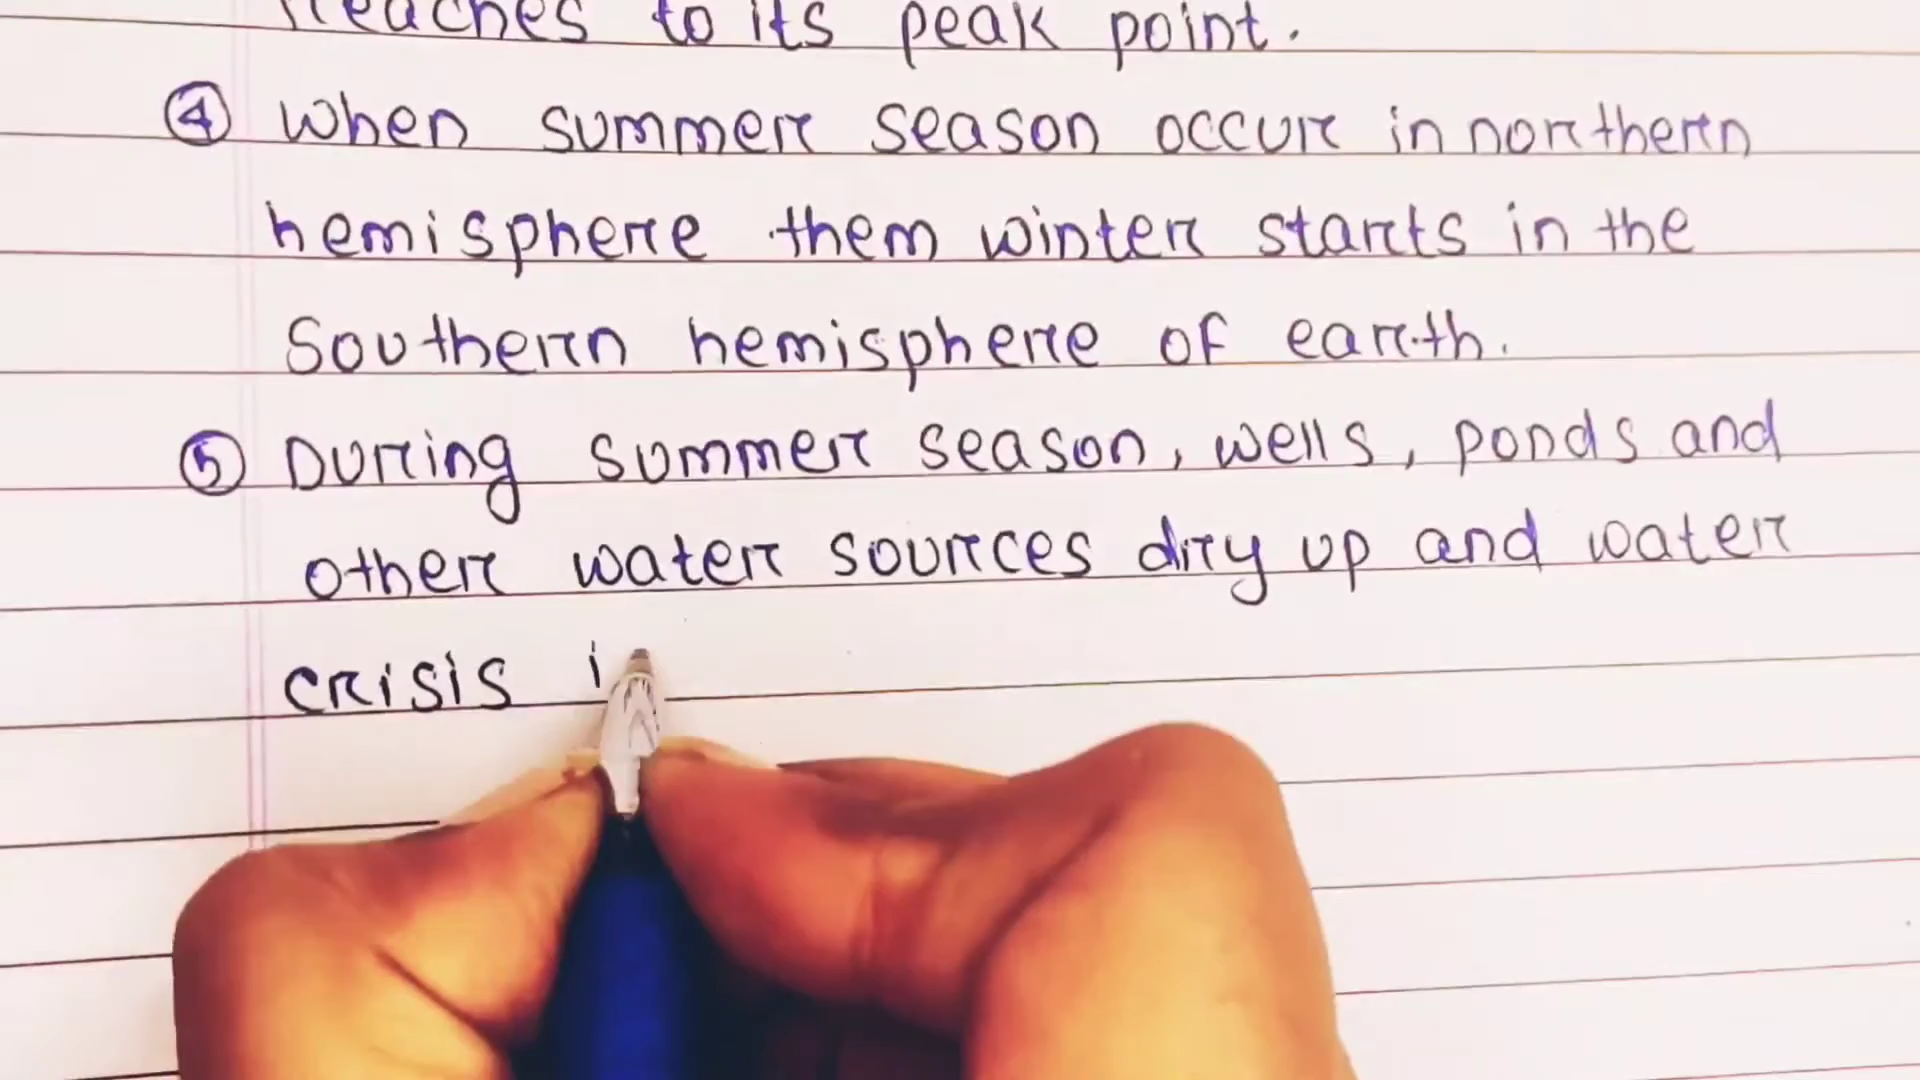 reaches to its peak point.
④ When summer season occur in northern
hemisphere them winter starts in the
Southern hemisphere of earth.
⑤ During summer season, wells, ponds and
other water sources dry up and water
crisis i